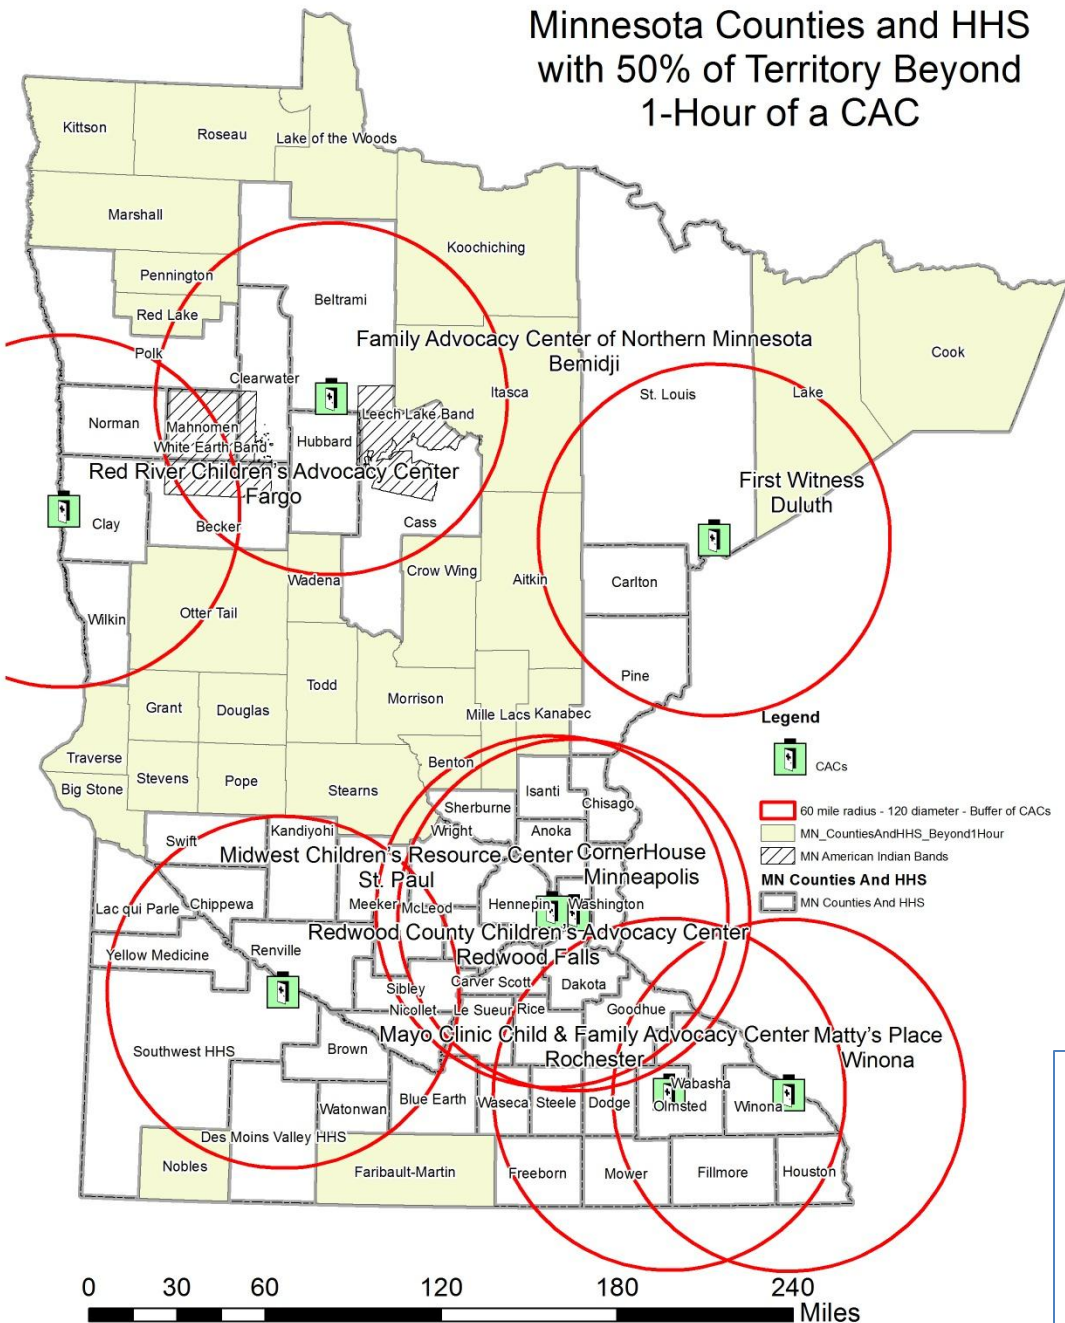 Minnesota Counties and HHS
with 50% of Territory Beyond
1-Hour of a CAC
Kittson
Roseau
Lake of the Woods
Marshall
Koochiching
Pennington
Beltrami
Red Lake
Family Advocacy Center of Northern Minnesota
Bemidji
Polk
Cook
Clearwater
Itasca
St. Louis
Lake
Norman
Mahnomen
Leech Lake Band
White Earth Band
Hubbard
Red River Children's Advocacy Center
Fargo
First Witness
Duluth
Clay
Becker
Cass
Wadena
Crow Wing
Aitkin
Carlton
Otter Tail
Wilkin
Pine
Todd
Morrison
Grant
Douglas
Mille Lacs
Kanabec
Legend
CACs
60 mile radius - 120 diameter - Buffer of CACs
MN_CountiesAndHHS_Beyond1Hour
MN American Indian Bands
MN Counties And HHS
MN Counties And HHS
Traverse
Benton
Stevens
Pope
Big Stone
Stearns
Isanti
Sherburne
Chisago
Kandiyohi
Swift
Wright
Anoka
Midwest Children's Resource Center
St. Paul
CornerHouse
Minneapolis
Chippewa
Lac qui Parle
Meeker
McLeod
Hennepin
Washington
Redwood County Children's Advocacy Center
Redwood Falls
Yellow Medicine
Renville
Carver
Scott
Dakota
Sibley
Nicollet
Le Sueur
Rice
Goodhue
Mayo Clinic Child & Family Advocacy Center
Rochester
Matty's Place
Winona
Southwest HHS
Brown
Wabasha
Blue Earth
Waseca
Steele
Dodge
Olmsted
Winona
Watonwan
Des Moins Valley HHS
Nobles
Faribault-Martin
Freeborn
Mower
Fillmore
Houston
0 30 60 120 180 240
Miles